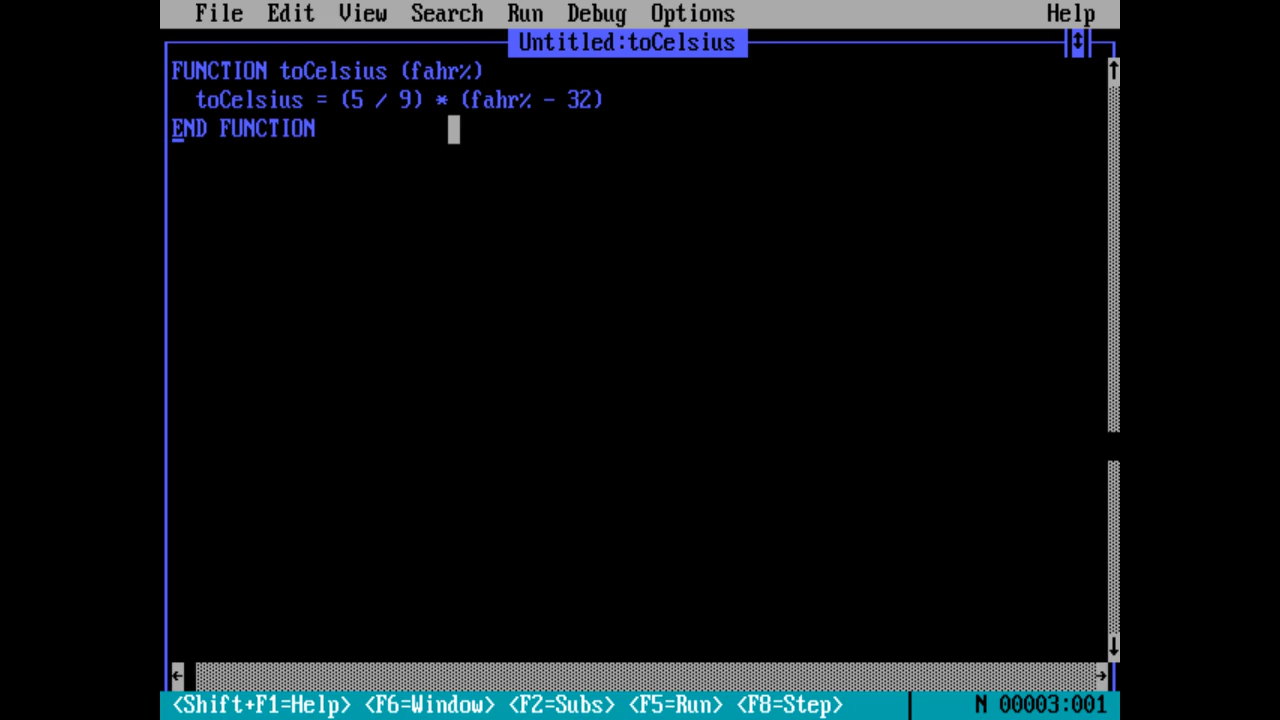 File Edit View Search Run Debug Options Help
Untitled:toCelsius
FUNCTION toCelsius (fahr%)
  toCelsius = (5 / 9) * (fahr% - 32)
END FUNCTION
<Shift+F1=Help> <F6=Window> <F2=Subs> <F5=Run> <F8=Step> N 00003:001